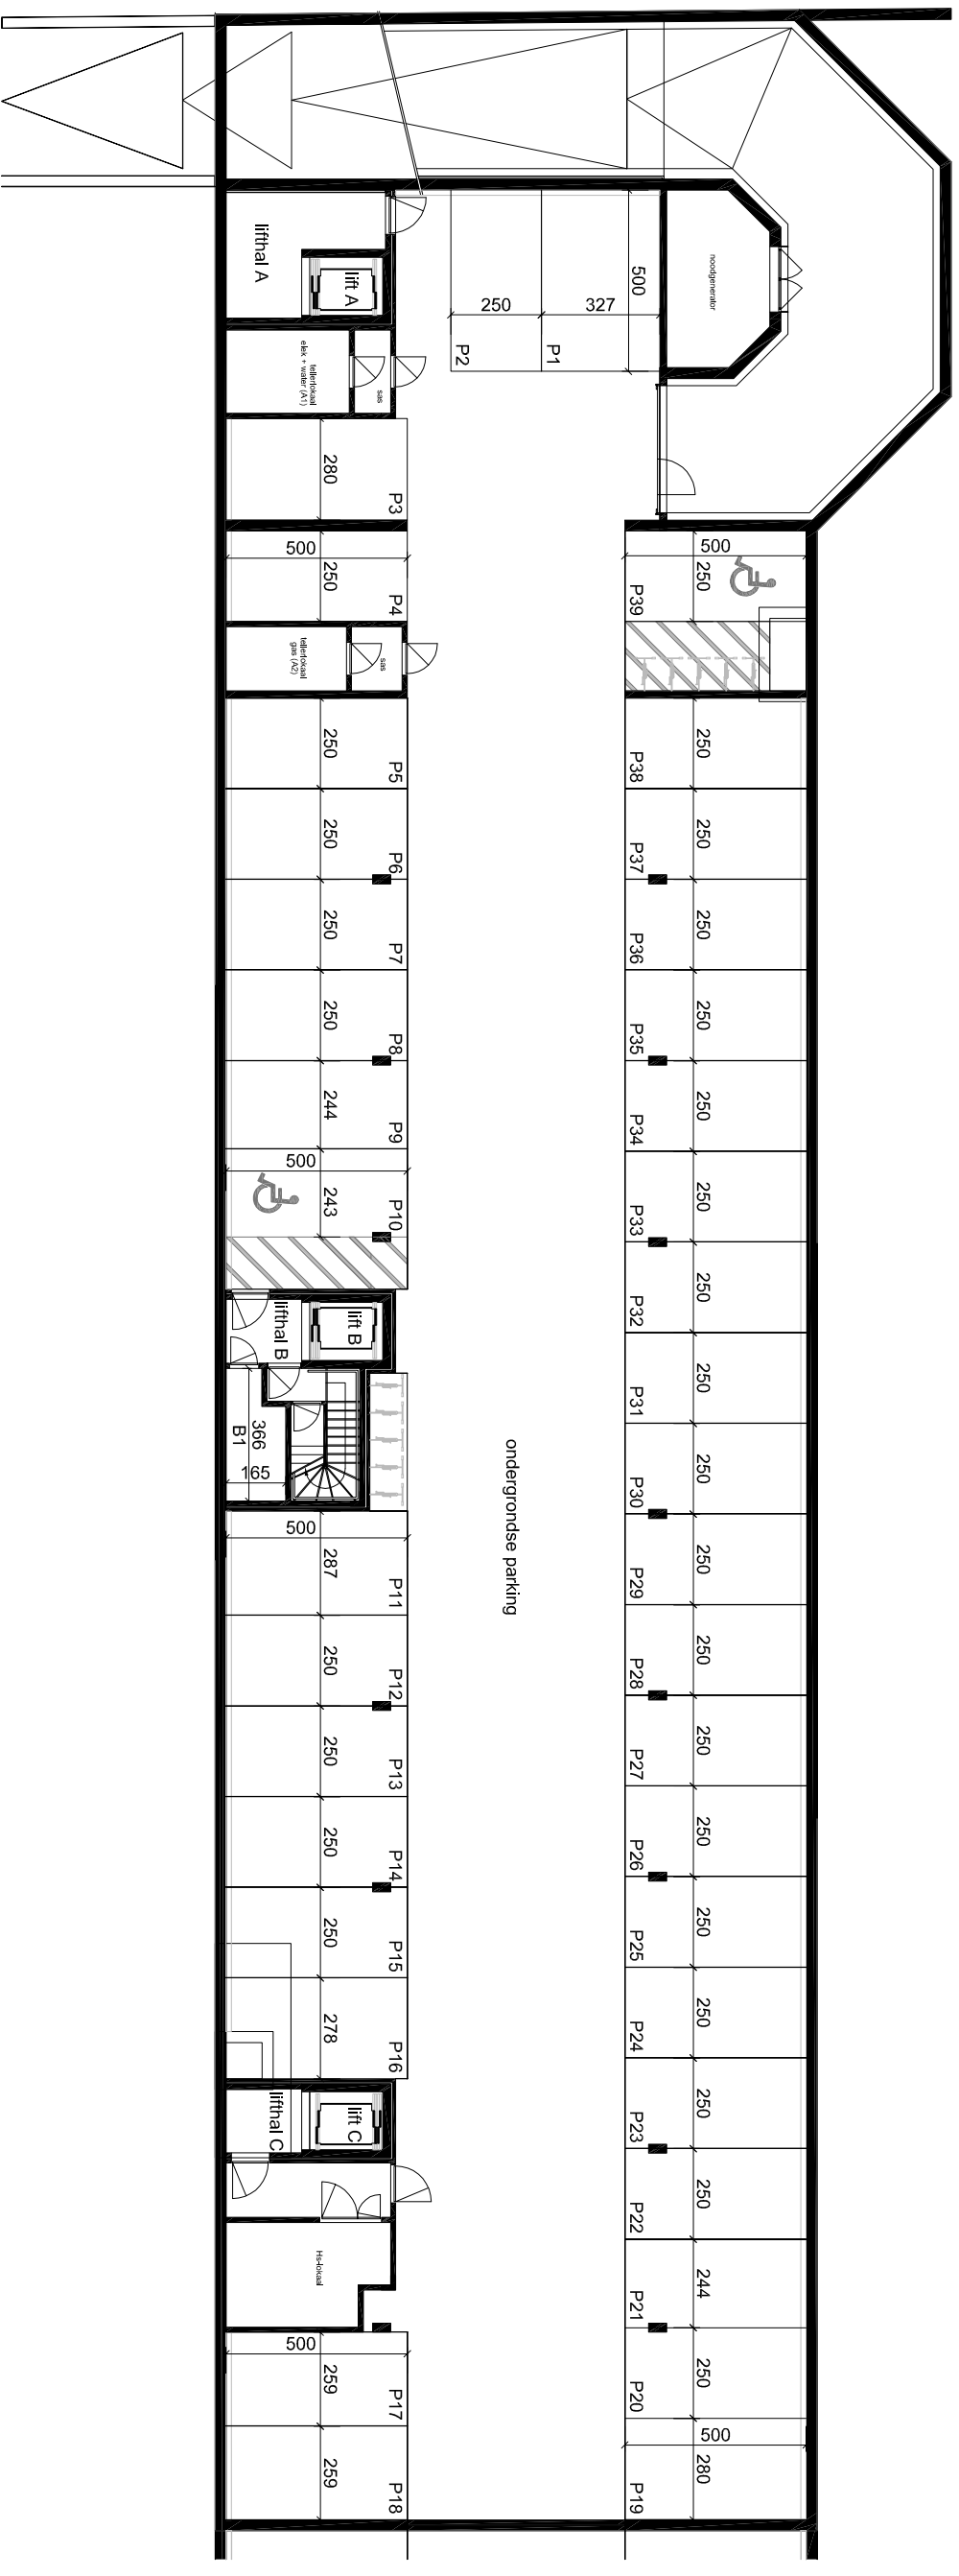 lifthal A
lift A
500
250
327
P2
P1
noodgenerator
tellerlokaal
elek + water (A1)
sas
280
P3
500
250
P4
500
250
P39
tellerlokaal
gas (A2)
sas
250
P5
250
P38
250
P6
250
P37
250
P7
250
P36
250
P8
250
P35
244
P9
250
P34
500
243
P10
250
P33
lifthal B
lift B
250
P32
366
B1
165
250
P31
ondergrondse parking
250
P30
500
287
P11
250
P29
250
P12
250
P28
250
P13
250
P27
250
P14
250
P26
250
P15
250
P25
278
P16
250
P24
lifthal C
lift C
250
P23
250
P22
Hs-lokaal
244
P21
500
259
P17
250
P20
259
P18
500
280
P19